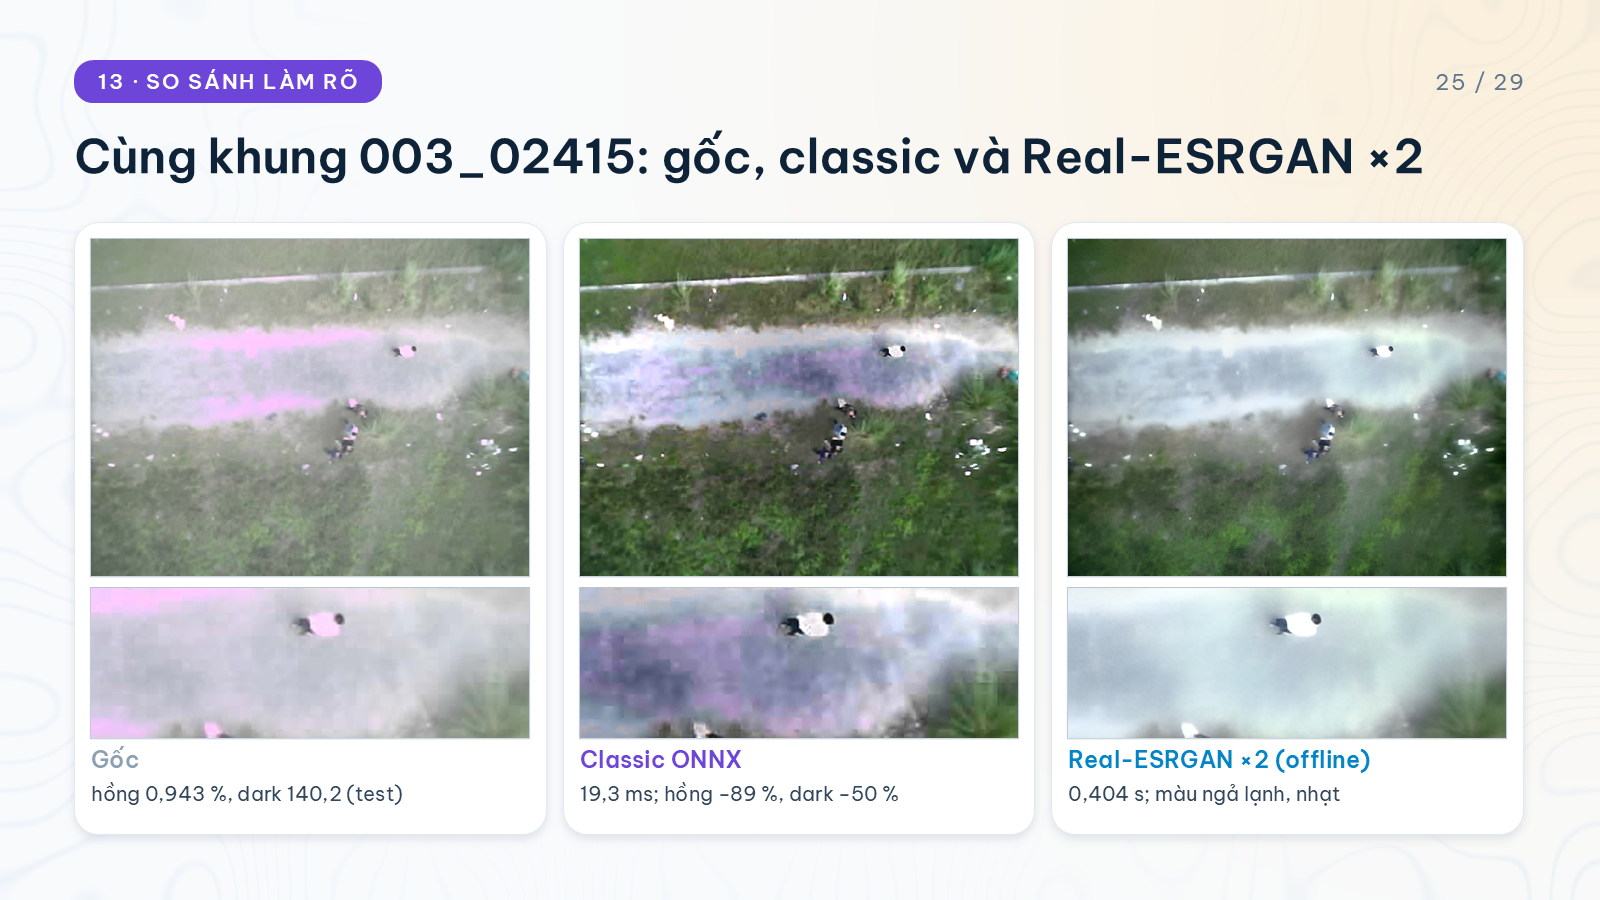 13 · SO SÁNH LÀM RÕ
25 / 29
Cùng khung 003_02415: gốc, classic và Real-ESRGAN ×2
Gốc
hồng 0,943 %, dark 140,2 (test)
Classic ONNX
19,3 ms; hồng −89 %, dark −50 %
Real-ESRGAN ×2 (offline)
0,404 s; màu ngả lạnh, nhạt